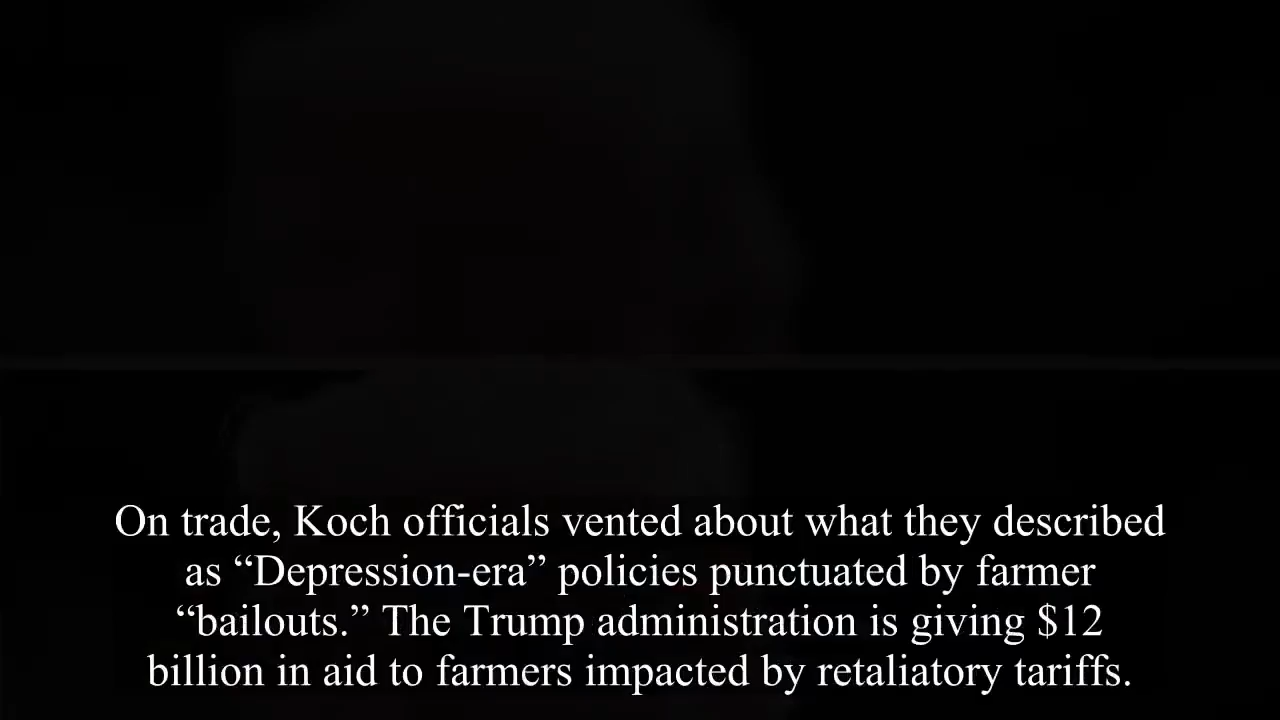 On trade, Koch officials vented about what they described
as “Depression-era” policies punctuated by farmer
“bailouts.” The Trump administration is giving $12
billion in aid to farmers impacted by retaliatory tariffs.